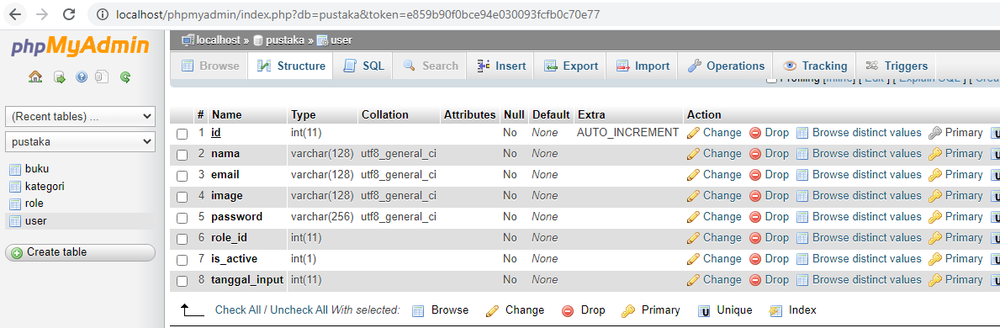 localhost/phpmyadmin/index.php?db=pustaka&token=e859b90f0bce94e030093fcfb0c70e77
phpMyAdmin
localhost » pustaka » user
Browse Structure SQL Search Insert Export Import Operations Tracking Triggers
Profiling [Inline] [ Edit ] [ Explain SQL ] [ Crea
(Recent tables) ...
pustaka
buku
kategori
role
user
Create table
# Name Type Collation Attributes Null Default Extra Action
1 id int(11) No None AUTO_INCREMENT Change Drop Browse distinct values Primary
2 nama varchar(128) utf8_general_ci No None Change Drop Browse distinct values Primary
3 email varchar(128) utf8_general_ci No None Change Drop Browse distinct values Primary
4 image varchar(128) utf8_general_ci No None Change Drop Browse distinct values Primary
5 password varchar(256) utf8_general_ci No None Change Drop Browse distinct values Primary
6 role_id int(11) No None Change Drop Browse distinct values Primary
7 is_active int(1) No None Change Drop Browse distinct values Primary
8 tanggal_input int(11) No None Change Drop Browse distinct values Primary
Check All / Uncheck All With selected: Browse Change Drop Primary Unique Index